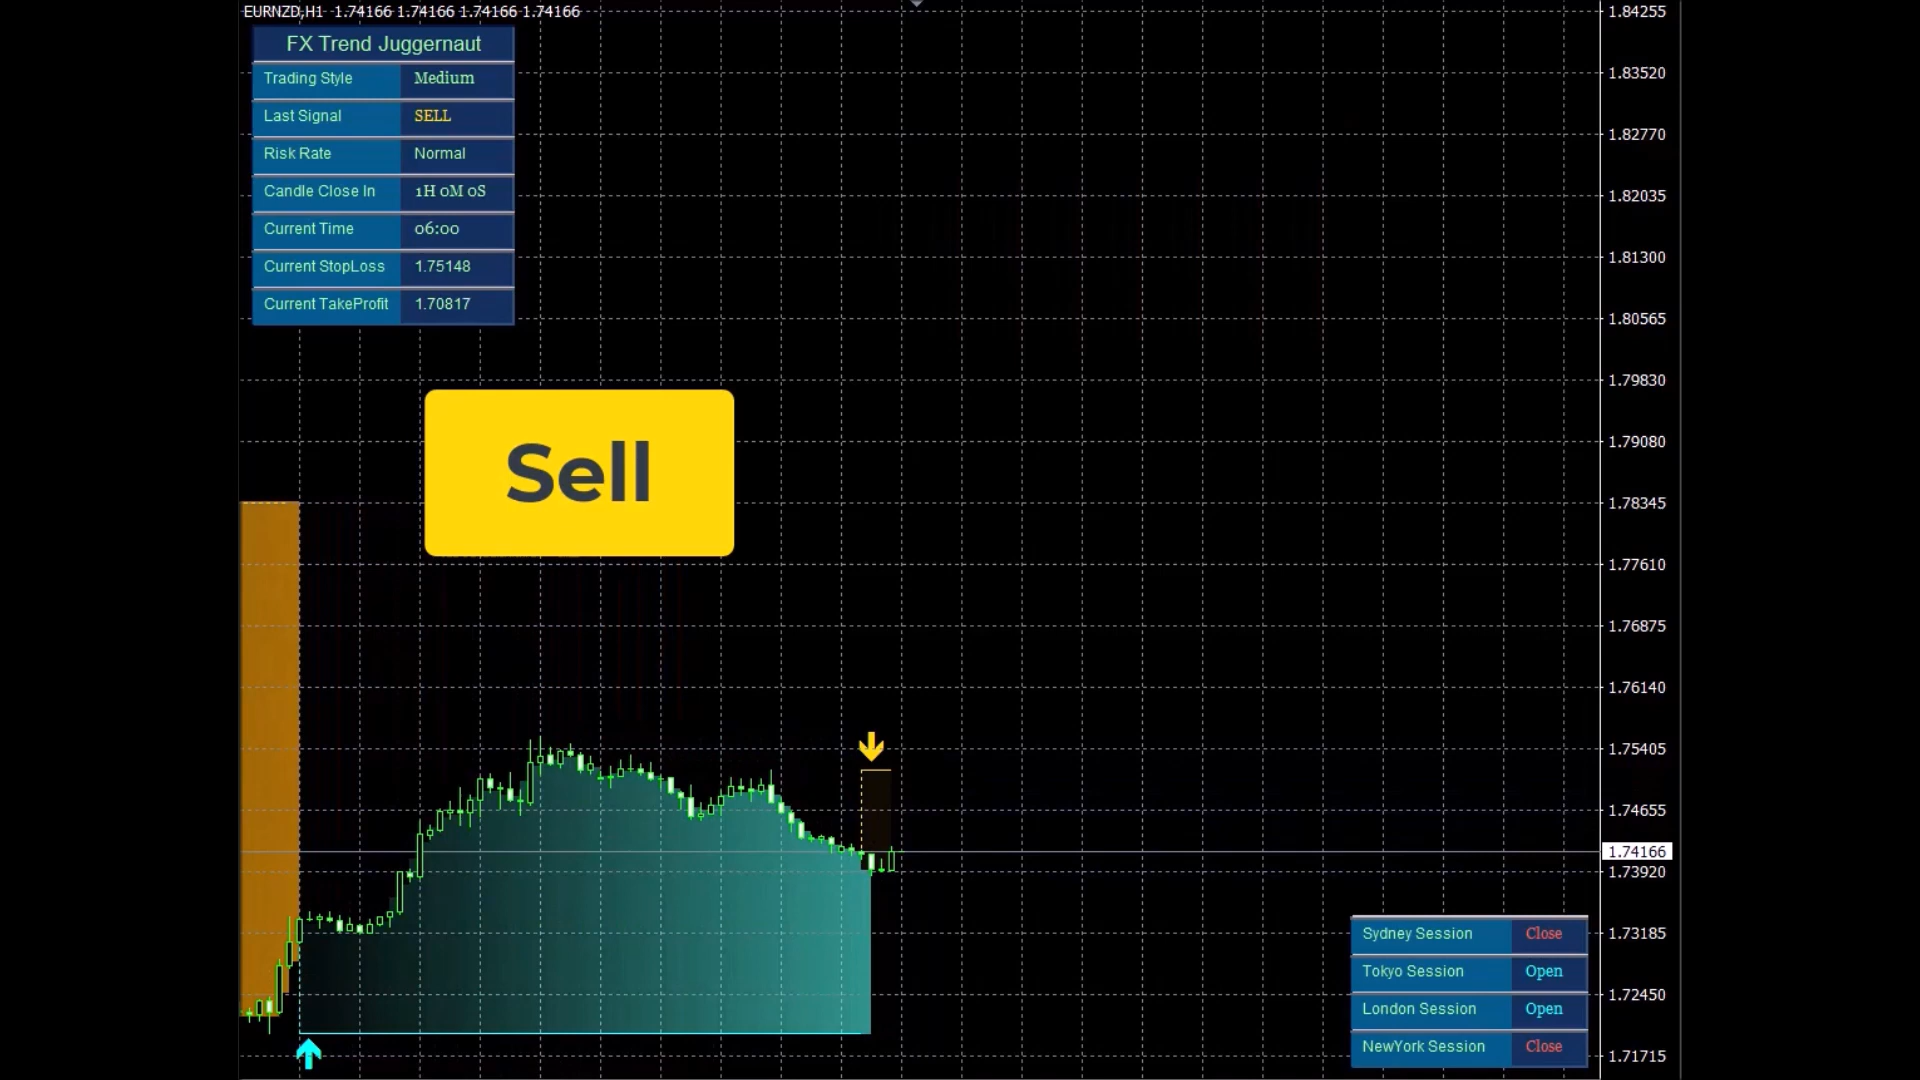 EURNZD,H1 1.74166 1.74166 1.74166 1.74166
FX Trend Juggernaut
Trading Style Medium
Last Signal SELL
Risk Rate Normal
Candle Close In 1H 0M 0S
Current Time 06:00
Current StopLoss 1.75148
Current TakeProfit 1.70817
Sell
1.84255
1.83520
1.82770
1.82035
1.81300
1.80565
1.79830
1.79080
1.78345
1.77610
1.76875
1.76140
1.75405
1.74655
1.74166
1.73920
1.73185
1.72450
1.71715
Sydney Session Close
Tokyo Session Open
London Session Open
NewYork Session Close